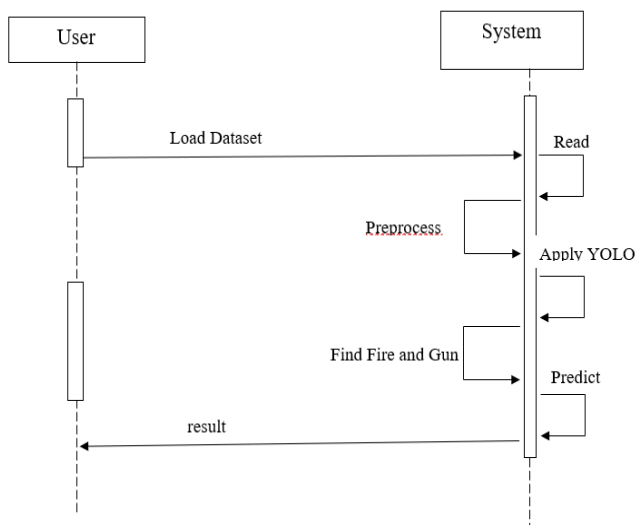 User
System
Load Dataset
Read
Preprocess
Apply YOLO
Find Fire and Gun
Predict
result